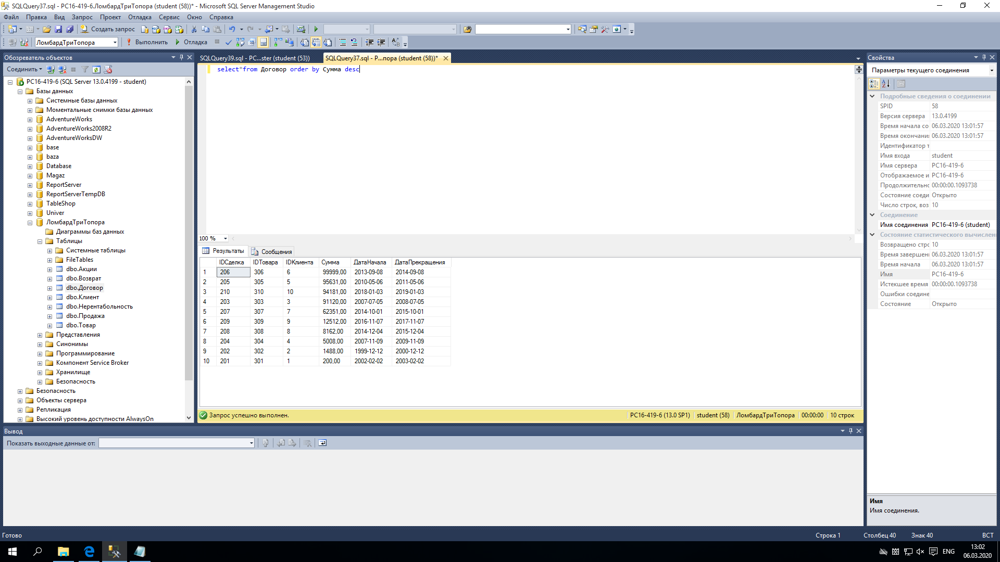 SQLQuery37.sql - PC16-419-6.ЛомбардТриТопора (student (58))* - Microsoft SQL Server Management Studio
Файл Правка Вид Запрос Проект Отладка Сервис Окно Справка
Создать запрос
ЛомбардТриТопора Выполнить Отладка
Обозреватель объектов
Соединить
PC16-419-6 (SQL Server 13.0.4199 - student)
Базы данных
Системные базы данных
Моментальные снимки базы данных
AdventureWorks
AdventureWorks2008R2
AdventureWorksDW
base
baza
Database
Magaz
ReportServer
ReportServerTempDB
TableShop
Univer
ЛомбардТриТопора
Диаграммы баз данных
Таблицы
Системные таблицы
FileTables
dbo.Акции
dbo.Возврат
dbo.Договор
dbo.Клиент
dbo.Нерентабольность
dbo.Продажа
dbo.Товар
Представления
Синонимы
Программирование
Компонент Service Broker
Хранилище
Безопасность
Безопасность
Объекты сервера
Репликация
Высокий уровень доступности AlwaysOn
SQLQuery39.sql - PC...ster (student (53)) SQLQuery37.sql - P...пора (student (58))*
select*from Договор order by Сумма desc
100 %
Результаты Сообщения
IDСделка IDТовара IDКлиента Сумма ДатаНачала ДатаПрекращения
1 206 306 6 99999,00 2013-09-08 2014-09-08
2 205 305 5 95631,00 2010-05-06 2011-05-06
3 210 310 10 94181,00 2018-01-03 2019-01-03
4 203 303 3 91120,00 2007-07-05 2008-07-05
5 207 307 7 62351,00 2014-10-01 2015-10-01
6 209 309 9 12512,00 2016-11-07 2017-11-07
7 208 308 8 8162,00 2014-12-04 2015-12-04
8 204 304 4 5008,00 2007-11-09 2009-11-09
9 202 302 2 1488,00 1999-12-12 2000-12-12
10 201 301 1 200,00 2002-02-02 2003-02-02
Запрос успешно выполнен. PC16-419-6 (13.0 SP1) student (58) ЛомбардТриТопора 00:00:00 10 строк
Свойства
Параметры текущего соединения
Подробные сведения о соединении
SPID 58
Версия сервера 13.0.4199
Время начала со 06.03.2020 13:01:57
Время окончани 06.03.2020 13:01:57
Идентификатор т
Имя входа student
Имя сервера PC16-419-6
Отображаемое и PC16-419-6
Продолжительно 00:00:00.1093738
Состояние соеди Открыто
Число строк, воз 10
Соединение
Имя соединения PC16-419-6 (student)
Состояние статистического вычислен
Возвращено стро 10
Время завершен 06.03.2020 13:01:57
Время начала 06.03.2020 13:01:57
Имя PC16-419-6
Истекшее время 00:00:00.1093738
Ошибки соедине
Состояние Открыто
Имя
Имя соединения.
Вывод
Показать выходные данные от:
Готово Строка 1 Столбец 40 Знак 40 ВСТ
ENG 13:02
06.03.2020